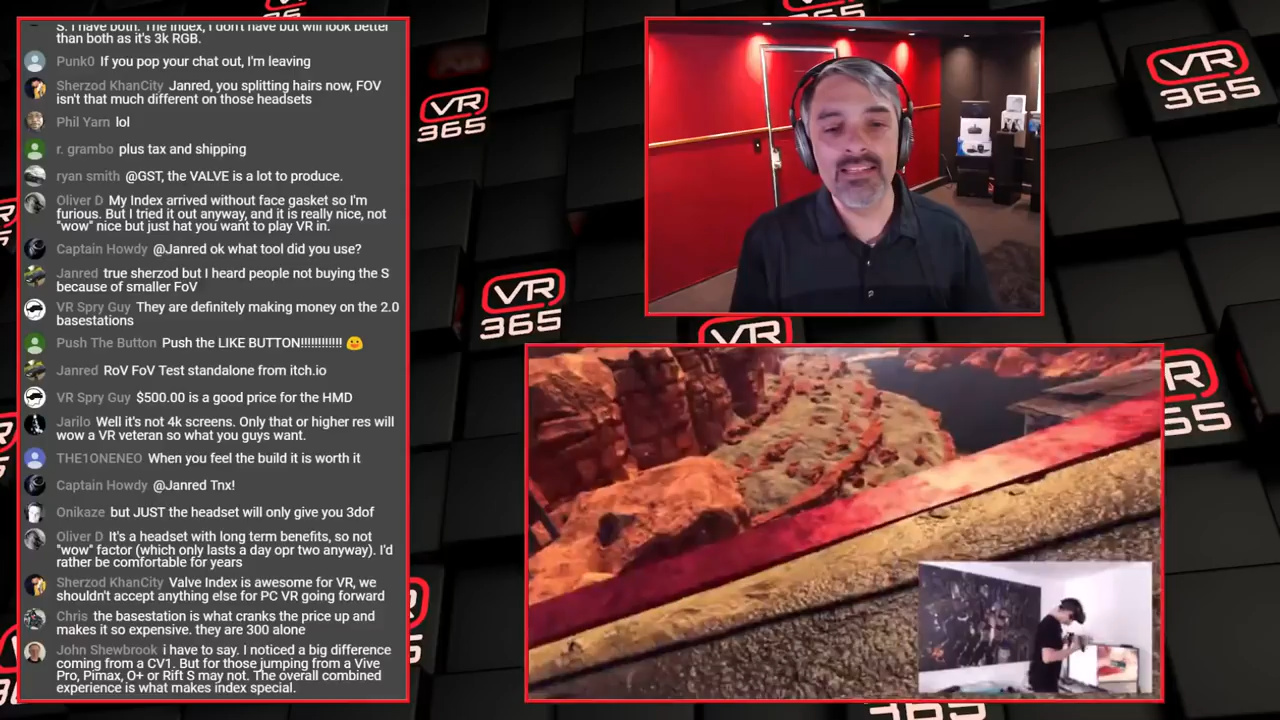 S. I have both. The Index, I don't have but will look better
than both as it's 3k RGB.
Punk0 If you pop your chat out, I'm leaving
Sherzod KhanCity Janred, you splitting hairs now, FOV
isn't that much different on those headsets
Phil Yarn lol
r. grambo plus tax and shipping
ryan smith @GST, the VALVE is a lot to produce.
Oliver D My Index arrived without face gasket so I'm
furious. But I tried it out anyway, and it is really nice, not
"wow" nice but just hat you want to play VR in.
Captain Howdy @Janred ok what tool did you use?
Janred true sherzod but I heard people not buying the S
because of smaller FoV
VR Spry Guy They are definitely making money on the 2.0
basestations
Push The Button Push the LIKE BUTTON!!!!!!!!!!!!
Janred RoV FoV Test standalone from itch.io
VR Spry Guy $500.00 is a good price for the HMD
Jarilo Well it's not 4k screens. Only that or higher res will
wow a VR veteran so what you guys want.
THE1ONENEO When you feel the build it is worth it
Captain Howdy @Janred Tnx!
Onikaze but JUST the headset will only give you 3dof
Oliver D It's a headset with long term benefits, so not
"wow" factor (which only lasts a day opr two anyway). I'd
rather be comfortable for years
Sherzod KhanCity Valve Index is awesome for VR, we
shouldn't accept anything else for PC VR going forward
Chris the basestation is what cranks the price up and
makes it so expensive. they are 300 alone
John Shewbrook i have to say. I noticed a big difference
coming from a CV1. But for those jumping from a Vive
Pro, Pimax, O+ or Rift S may not. The overall combined
experience is what makes index special.
VR
365
VR
365
VR
365
365
VR
R
65
365